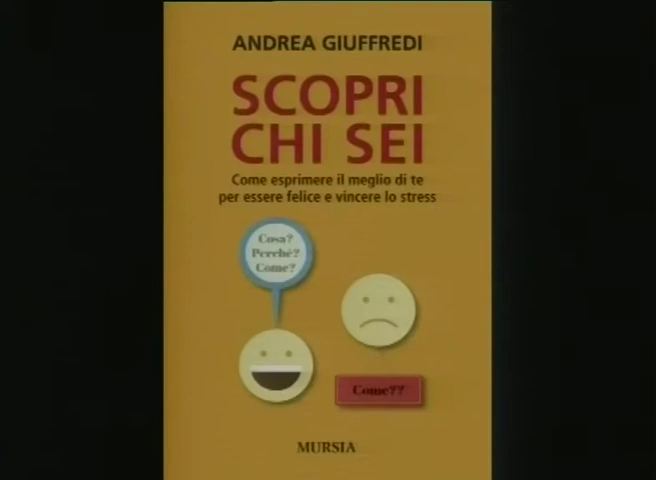 ANDREA GIUFFREDI
SCOPRI
CHI SEI
Come esprimere il meglio di te
per essere felice e vincere lo stress
Cosa?
Perché?
Come?
Come??
MURSIA